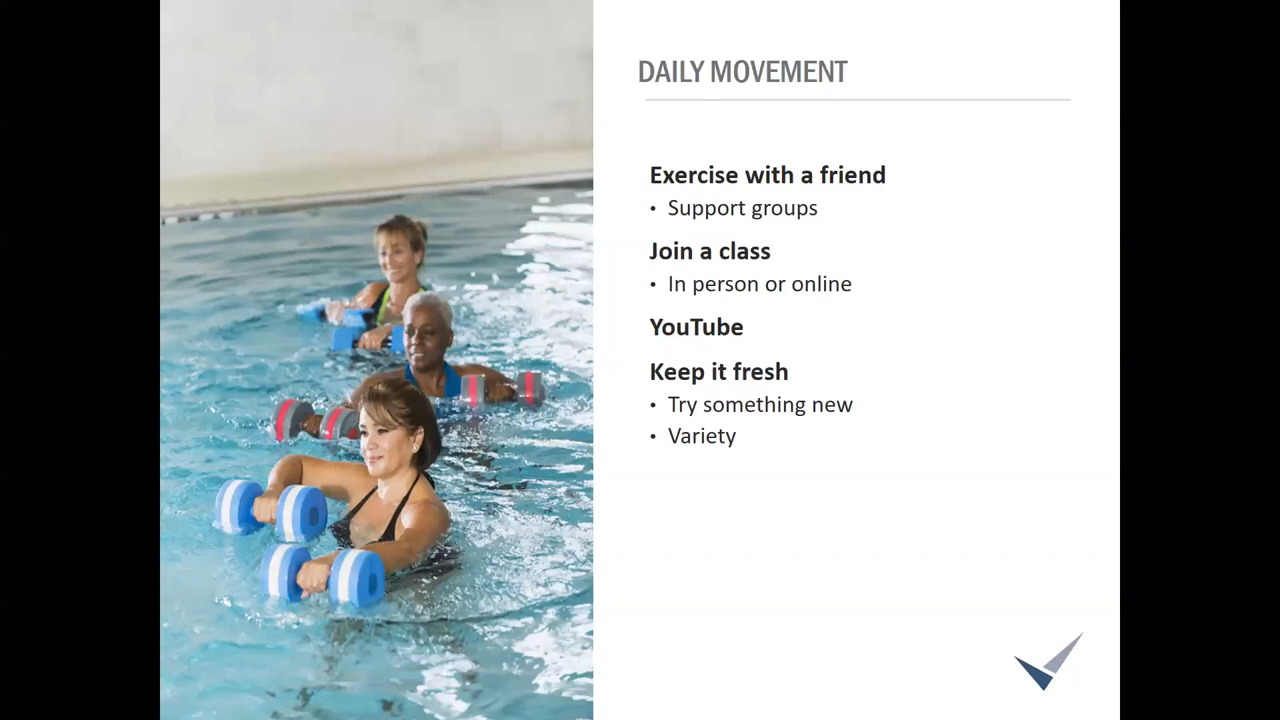 DAILY MOVEMENT
Exercise with a friend
• Support groups
Join a class
• In person or online
YouTube
Keep it fresh
• Try something new
• Variety